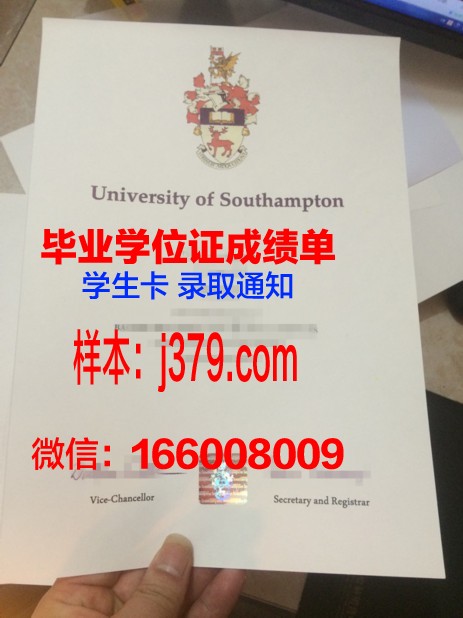 University of Southampton
毕业学位证成绩单
学生卡 录取通知
样本：j379.com
微信：166008009
Vice-Chancellor
Secretary and Registrar